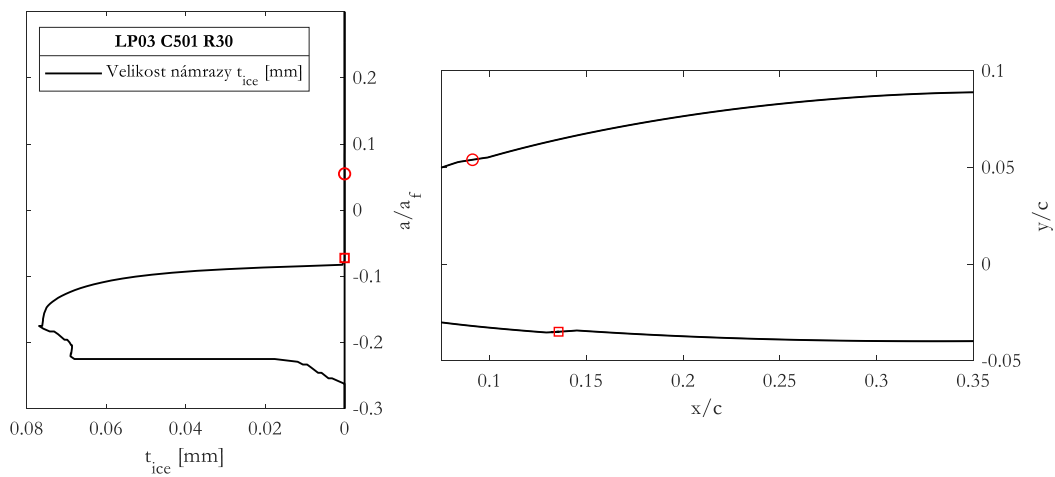 LP03 C501 R30
Velikost námrazy t_ice [mm]
0.2
0.1
0
-0.1
-0.2
-0.3
a/a_f
0.08 0.06 0.04 0.02 0
t_ice [mm]
0.1
0.05
0
-0.05
y/c
0.1 0.15 0.2 0.25 0.3 0.35
x/c